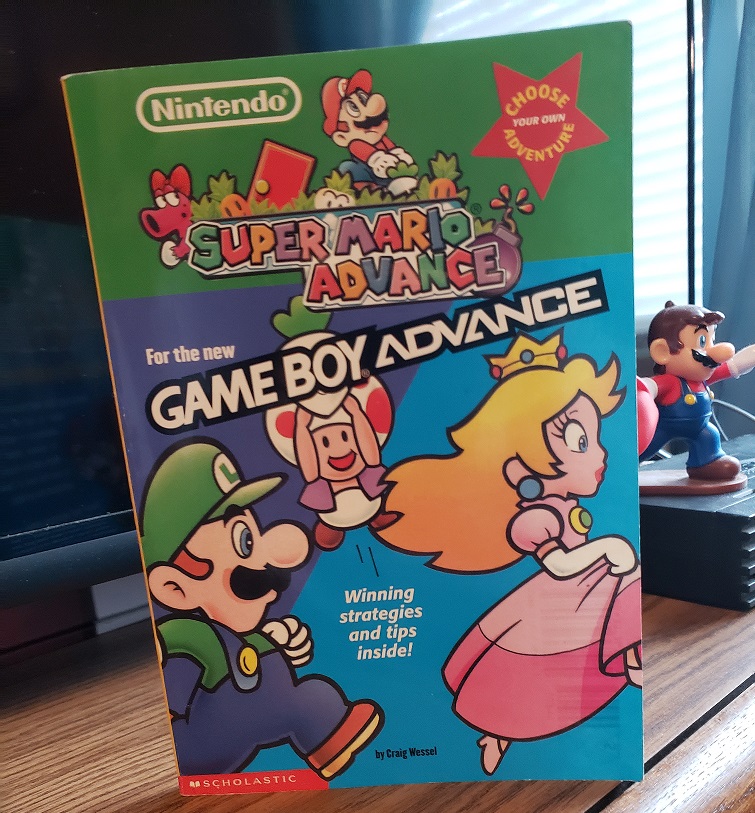 Nintendo®
CHOOSE
YOUR OWN
ADVENTURE
SUPER MARIO®
ADVANCE
For the new
GAME BOY ADVANCE
®
L
Winning
strategies
and tips
inside!
by Craig Wessel
SCHOLASTIC